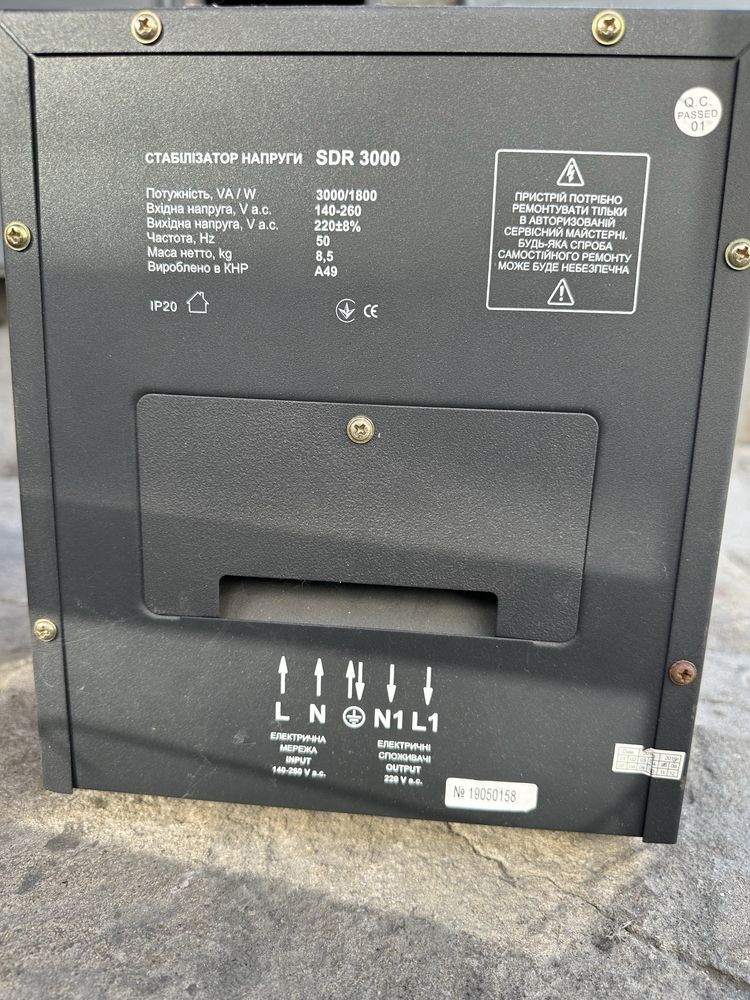 Q.C.
PASSED
01
СТАБІЛІЗАТОР НАПРУГИ SDR 3000
Потужність, VA / W 3000/1800
Вхідна напруга, V a.c. 140-260
Вихідна напруга, V a.c. 220±8%
Частота, Hz 50
Маса нетто, kg 8,5
Вироблено в КНР A49
IP20
CE
ПРИСТРІЙ ПОТРІБНО
РЕМОНТУВАТИ ТІЛЬКИ
В АВТОРИЗОВАНІЙ
СЕРВІСНІЙ МАЙСТЕРНІ.
БУДЬ-ЯКА СПРОБА
САМОСТІЙНОГО РЕМОНТУ
МОЖЕ БУДЕ НЕБЕЗПЕЧНА
L N N1 L1
ЕЛЕКТРИЧНА
МЕРЕЖА
INPUT
140-260 V a.c.
ЕЛЕКТРИЧНІ
СПОЖИВАЧІ
OUTPUT
220 V a.c.
№ 19050158
Date 2019